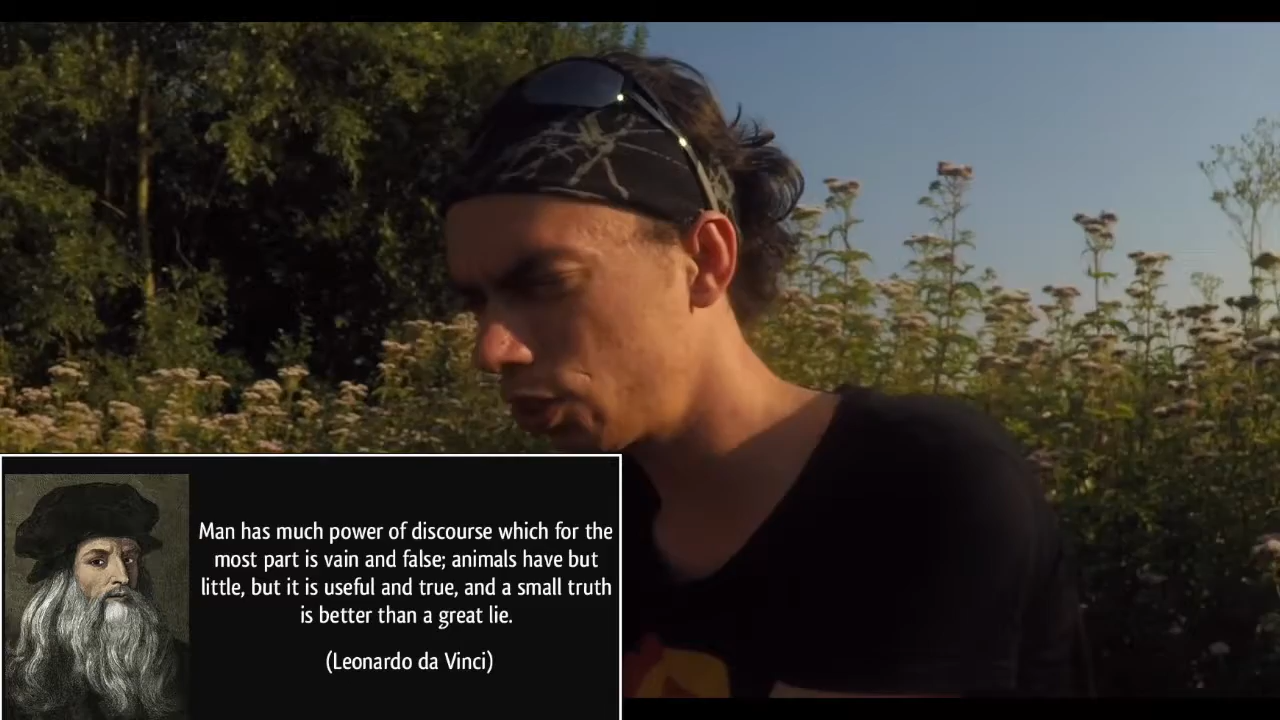 Man has much power of discourse which for the
most part is vain and false; animals have but
little, but it is useful and true, and a small truth
is better than a great lie.
(Leonardo da Vinci)